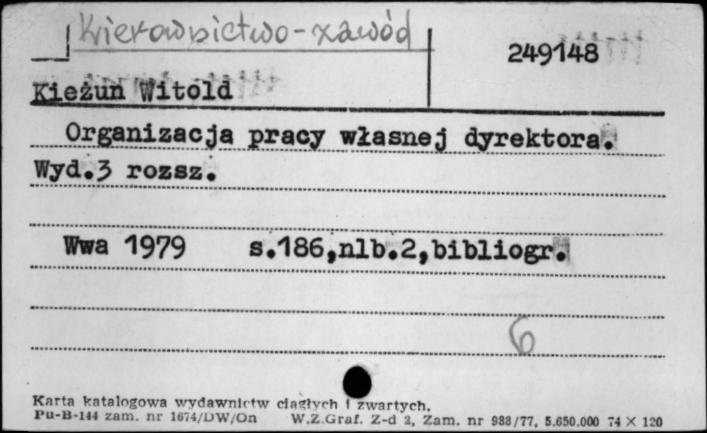 Kierownictwo-zawód
249148
Kieżun Witold
Organizacja pracy własnej dyrektora.
Wyd.3 rozsz.
Wwa 1979 s.186,nlb.2,bibliogr.
6
Karta katalogowa wydawnictw ciągłych i zwartych.
Pu-B-144 zam. nr 1674/DW/On W.Z.Graf. Z-d 2, Zam. nr 988/77, 5.650.000 74 X 120